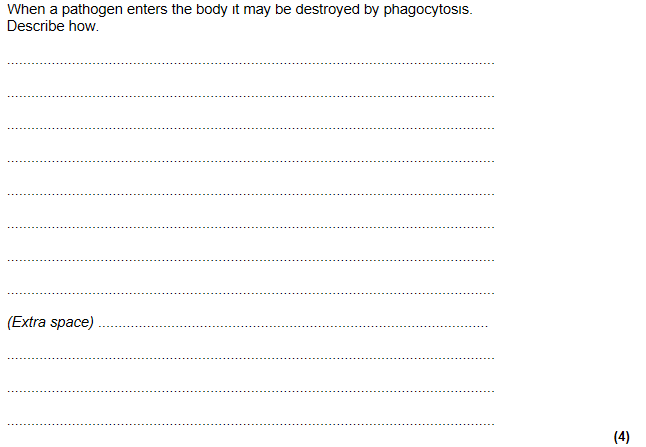 When a pathogen enters the body it may be destroyed by phagocytosis.
Describe how.
(Extra space)
(4)